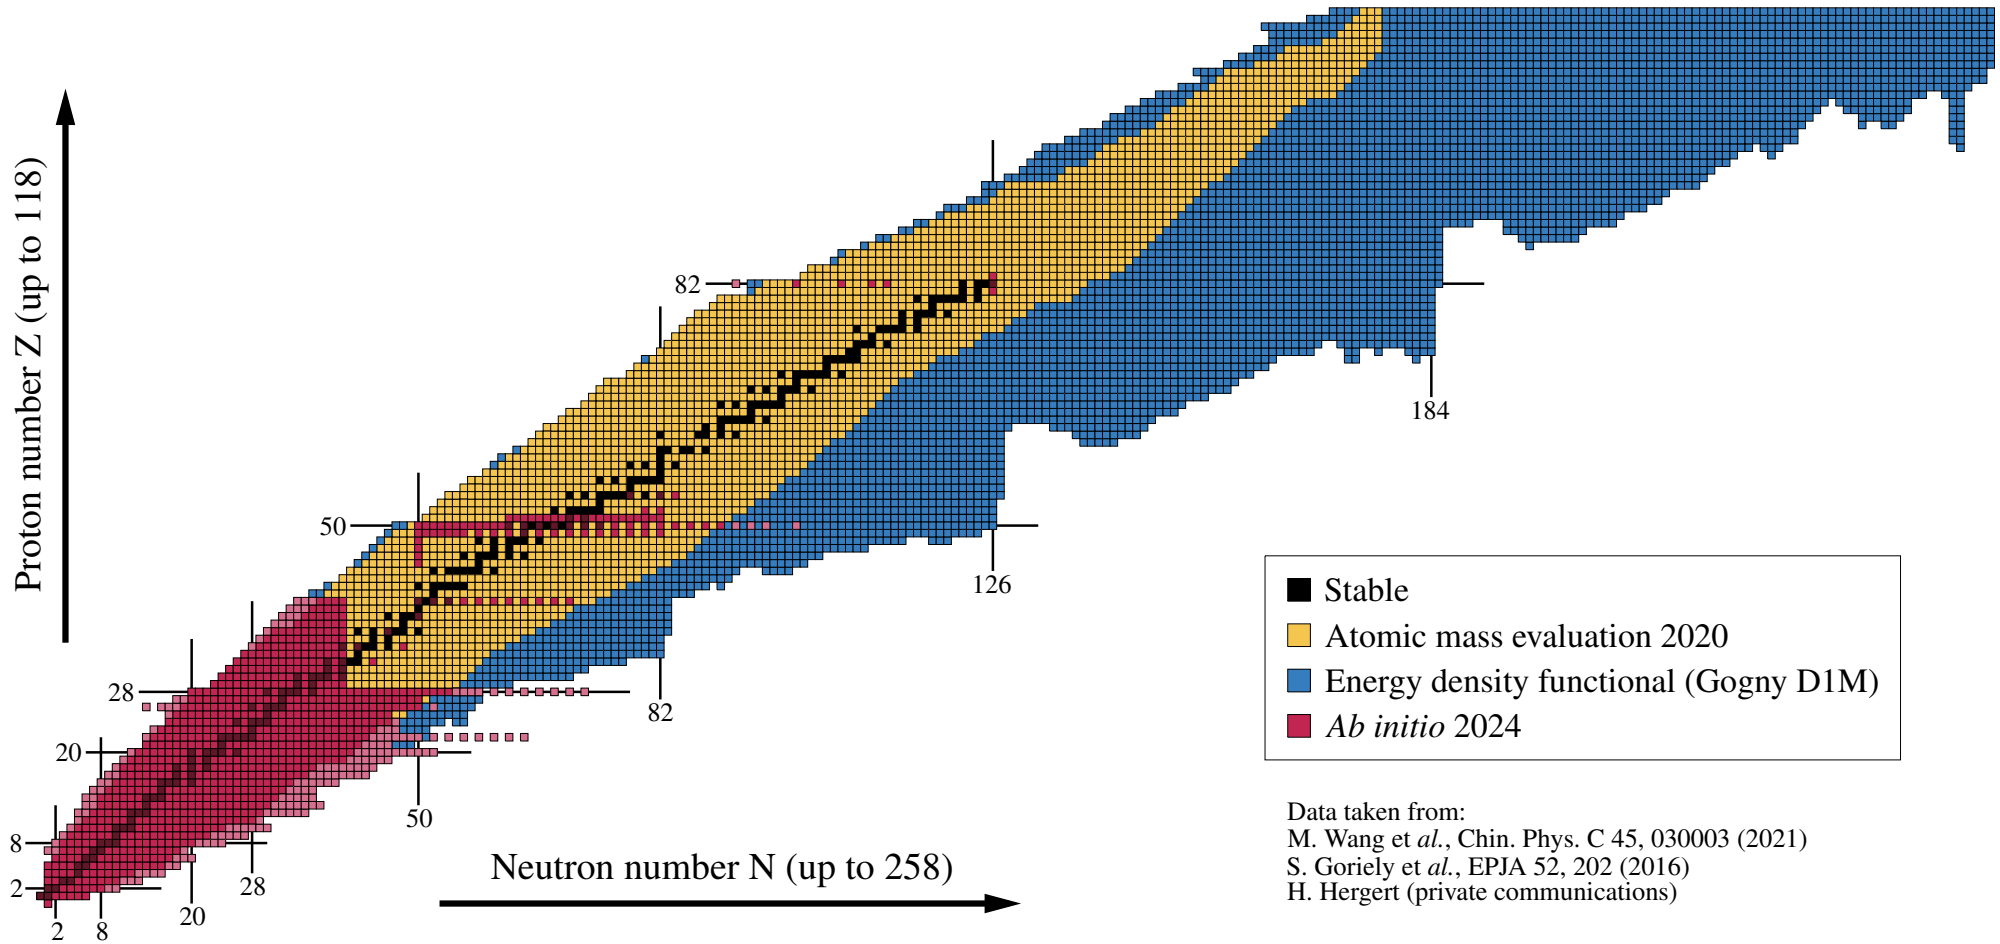 Proton number Z (up to 118)
82
50
28
20
8
2
2
8
20
28
50
82
126
184
Neutron number N (up to 258)
Stable
Atomic mass evaluation 2020
Energy density functional (Gogny D1M)
Ab initio 2024
Data taken from:
M. Wang et al., Chin. Phys. C 45, 030003 (2021)
S. Goriely et al., EPJA 52, 202 (2016)
H. Hergert (private communications)